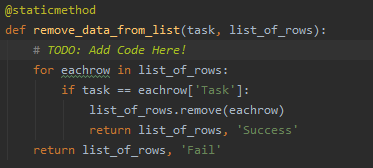 @staticmethod
def remove_data_from_list(task, list_of_rows):
    # TODO: Add Code Here!
    for eachrow in list_of_rows:
        if task == eachrow['Task']:
            list_of_rows.remove(eachrow)
            return list_of_rows, 'Success'
    return list_of_rows, 'Fail'